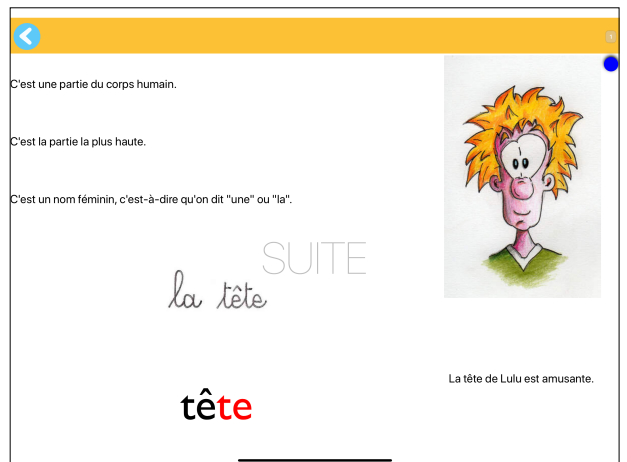 C'est une partie du corps humain.
C'est la partie la plus haute.
C'est un nom féminin, c'est-à-dire qu'on dit "une" ou "la".
SUITE
la tête
tête
La tête de Lulu est amusante.